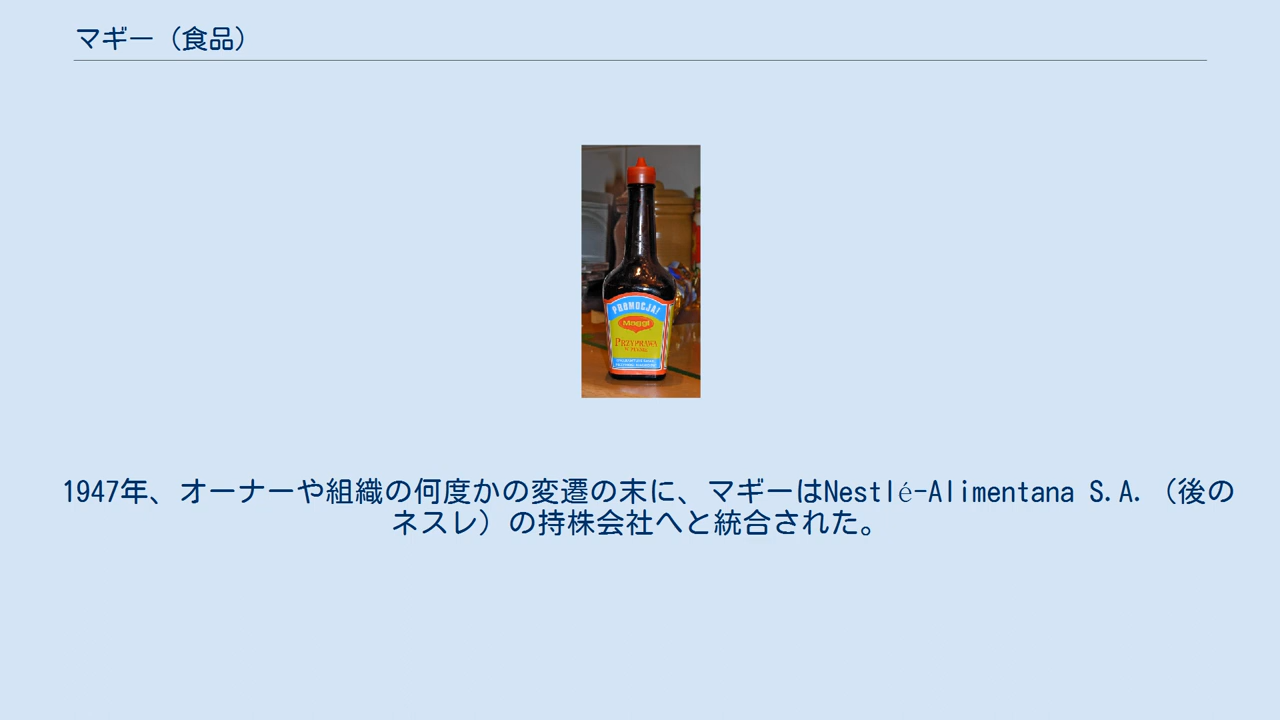 マギー（食品）
PROMOCJA!
Maggi
PRZYPRAWA
1947年、オーナーや組織の何度かの変遷の末に、マギーはNestlé-Alimentana S.A.（後の
ネスレ）の持株会社へと統合された。